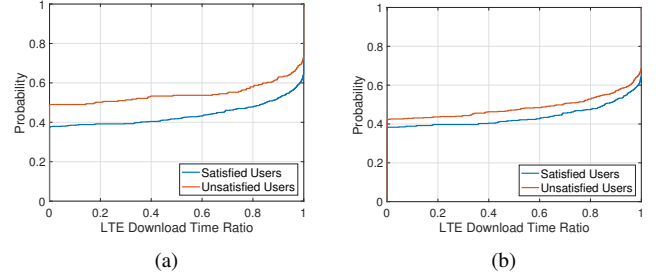 1
0.8
0.6
0.4
0.2
0
Probability
0 0.2 0.4 0.6 0.8 1
LTE Download Time Ratio
Satisfied Users
Unsatisfied Users
(a)
1
0.8
0.6
0.4
0.2
0
Probability
0 0.2 0.4 0.6 0.8 1
LTE Download Time Ratio
Satisfied Users
Unsatisfied Users
(b)